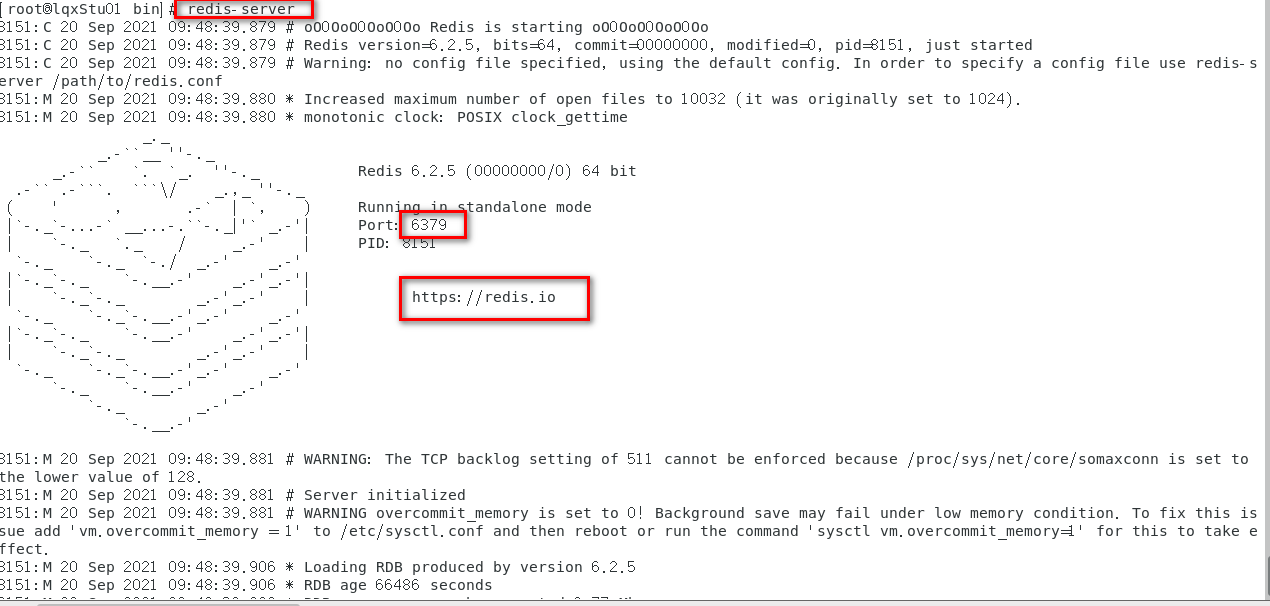 [root@lqxStu01 bin]# redis-server
8151:C 20 Sep 2021 09:48:39.879 # oO0OoO0OoO0Oo Redis is starting oO0OoO0OoO0Oo
8151:C 20 Sep 2021 09:48:39.879 # Redis version=6.2.5, bits=64, commit=00000000, modified=0, pid=8151, just started
8151:C 20 Sep 2021 09:48:39.879 # Warning: no config file specified, using the default config. In order to specify a config file use redis-s
erver /path/to/redis.conf
8151:M 20 Sep 2021 09:48:39.880 * Increased maximum number of open files to 10032 (it was originally set to 1024).
8151:M 20 Sep 2021 09:48:39.880 * monotonic clock: POSIX clock_gettime
Redis 6.2.5 (00000000/0) 64 bit
Running in standalone mode
Port: 6379
PID: 8151
https://redis.io
8151:M 20 Sep 2021 09:48:39.881 # WARNING: The TCP backlog setting of 511 cannot be enforced because /proc/sys/net/core/somaxconn is set to
the lower value of 128.
8151:M 20 Sep 2021 09:48:39.881 # Server initialized
8151:M 20 Sep 2021 09:48:39.881 # WARNING overcommit_memory is set to 0! Background save may fail under low memory condition. To fix this is
sue add 'vm.overcommit_memory = 1' to /etc/sysctl.conf and then reboot or run the command 'sysctl vm.overcommit_memory=1' for this to take e
ffect.
8151:M 20 Sep 2021 09:48:39.906 * Loading RDB produced by version 6.2.5
8151:M 20 Sep 2021 09:48:39.906 * RDB age 66486 seconds